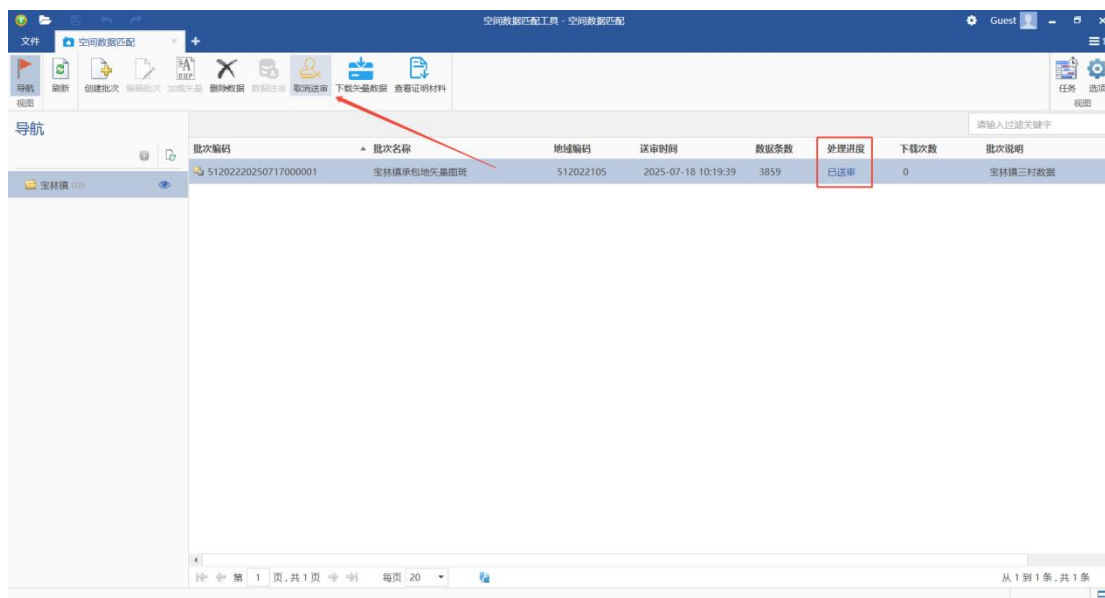 空间数据匹配工具 - 空间数据匹配
Guest
文件
空间数据匹配
导航
刷新
创建批次
编辑批次
加载矢量
删除数据
数据送审
取消送审
下载矢量数据
查看证明材料
任务
选项
视图
视图
导航
请输入过滤关键字
批次编码 批次名称 地域编码 送审时间 数据条数 处理进度 下载次数 批次说明
51202220250717000001 宝林镇承包地矢量图斑 512022105 2025-07-18 10:19:39 3859 已送审 0 宝林镇三村数据
宝林镇 105
第 1 页,共 1 页 每页 20
从 1 到 1 条,共 1 条